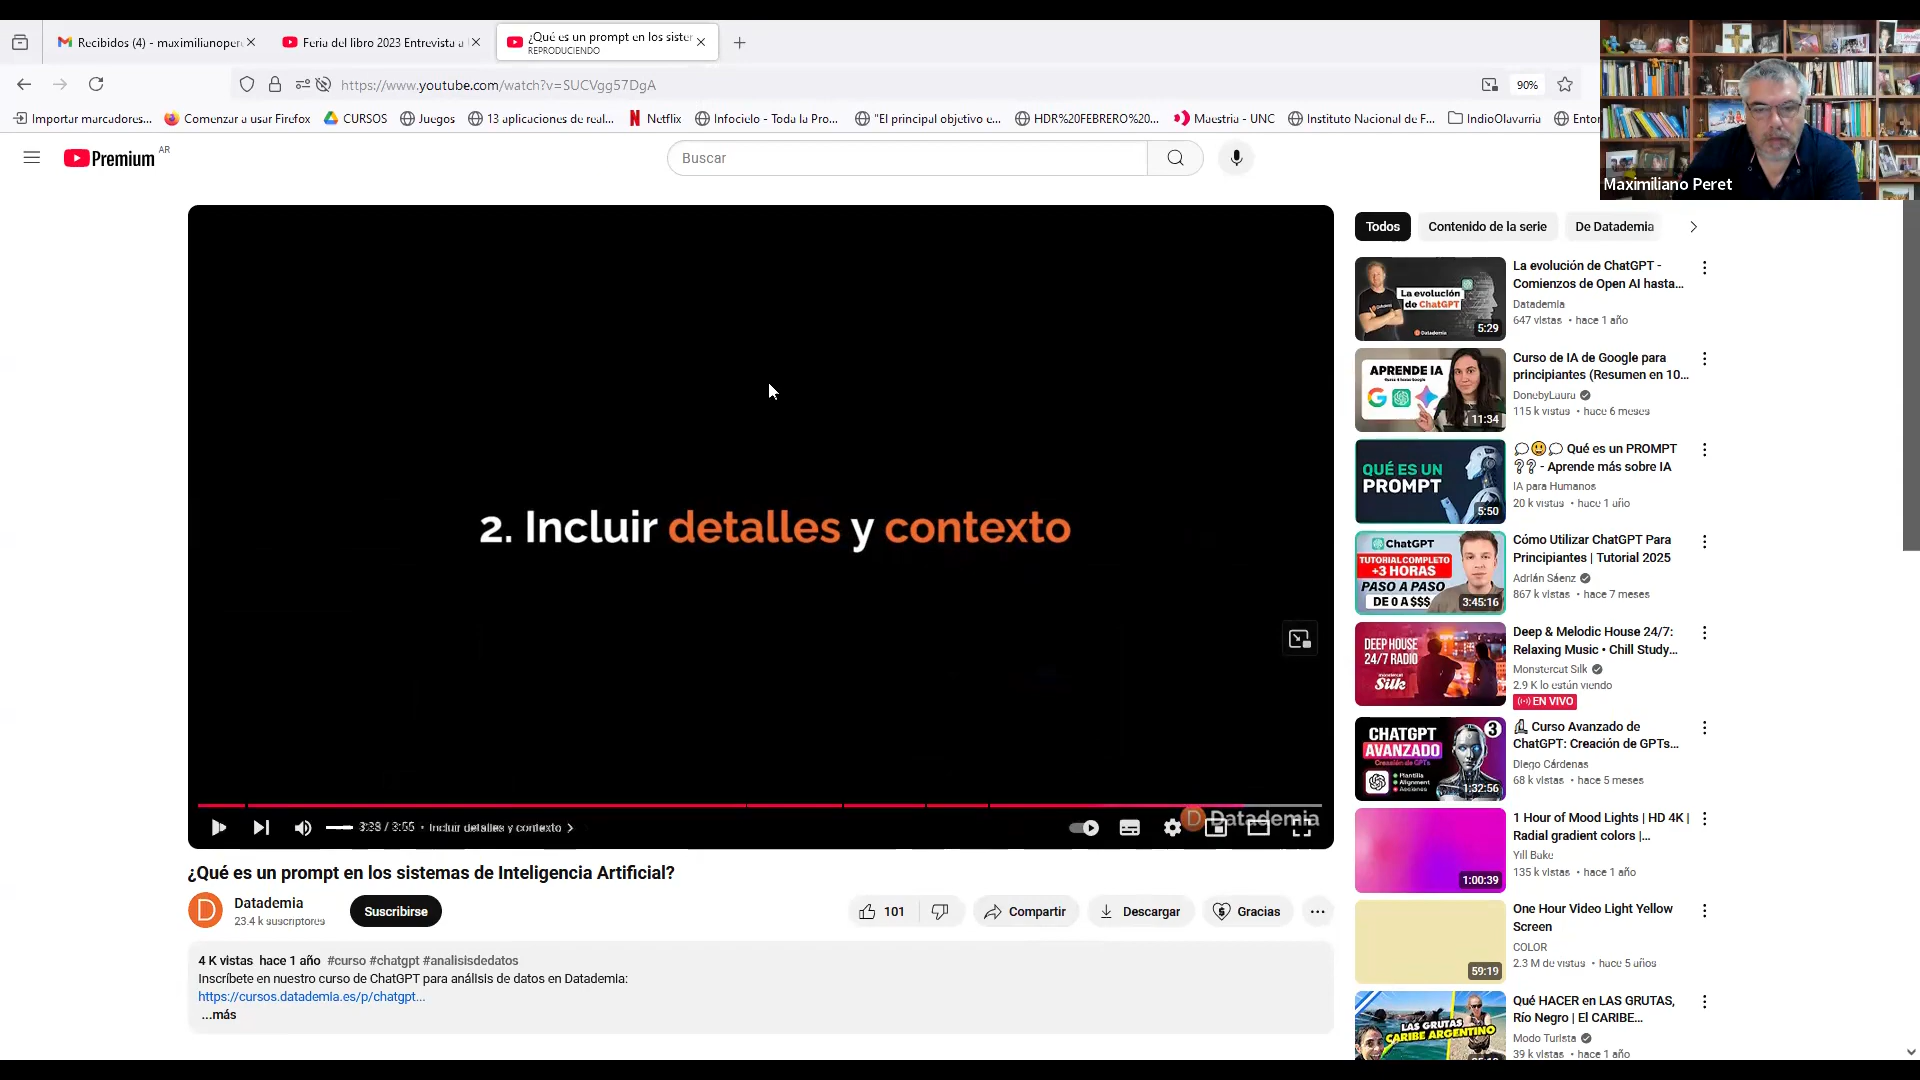 Recibidos (4) - maximilianoper
Feria del libro 2023 Entrevista a
¿Qué es un prompt en los sister
REPRODUCIENDO
https://www.youtube.com/watch?v=SUCVgg57DgA
90%
Importar marcadores...
Comenzar a usar Firefox
CURSOS
Juegos
13 aplicaciones de real...
Netflix
Infocielo - Toda la Pro...
"El principal objetivo e...
HDR%20FEBRERO%20...
Maestria - UNC
Instituto Nacional de F...
IndioOlavarria
Entor
Maximiliano Peret
Premium AR
Buscar
2. Incluir detalles y contexto
3:38 / 3:55 • Incluir detalles y contexto
Datademia
¿Qué es un prompt en los sistemas de Inteligencia Artificial?
Datademia
23.4 k suscriptores
Suscribirse
101
Compartir
Descargar
Gracias
4 K vistas hace 1 año #curso #chatgpt #analisisdedatos
Inscríbete en nuestro curso de ChatGPT para análisis de datos en Datademia:
https://cursos.datademia.es/p/chatgpt...
...más
Todos
Contenido de la serie
De Datademia
La evolución de ChatGPT
Datademia
5:29
La evolución de ChatGPT -
Comienzos de Open AI hasta...
Datademia
647 vistas • hace 1 año
APRENDE IA
11:34
Curso de IA de Google para
principiantes (Resumen en 10...
DonebyLaura
115 k vistas • hace 6 meses
QUÉ ES UN
PROMPT
5:50
Qué es un PROMPT
- Aprende más sobre IA
IA para Humanos
20 k vistas • hace 1 año
ChatGPT
TUTORIAL COMPLETO
+3 HORAS
PASO A PASO
DE 0 A $$$
3:45:16
Cómo Utilizar ChatGPT Para
Principiantes | Tutorial 2025
Adrián Sáenz
867 k vistas • hace 7 meses
DEEP HOUSE
24/7 RADIO
Silk
Deep & Melodic House 24/7:
Relaxing Music • Chill Study...
Monstercat Silk
2.9 K lo están viendo
EN VIVO
CHATGPT
AVANZADO
Creación de GPTs
3
Plantilla
Alignment
Acciones
1:32:56
Curso Avanzado de
ChatGPT: Creación de GPTs...
Diego Cárdenas
68 k vistas • hace 5 meses
1:00:39
1 Hour of Mood Lights | HD 4K |
Radial gradient colors |...
Yill Bake
135 k vistas • hace 1 año
59:19
One Hour Video Light Yellow
Screen
COLOR
2.3 M de vistas • hace 5 años
LAS GRUTAS
CARIBE ARGENTINO
Qué HACER en LAS GRUTAS,
Río Negro | El CARIBE...
Modo Turista
39 k vistas • hace 1 año